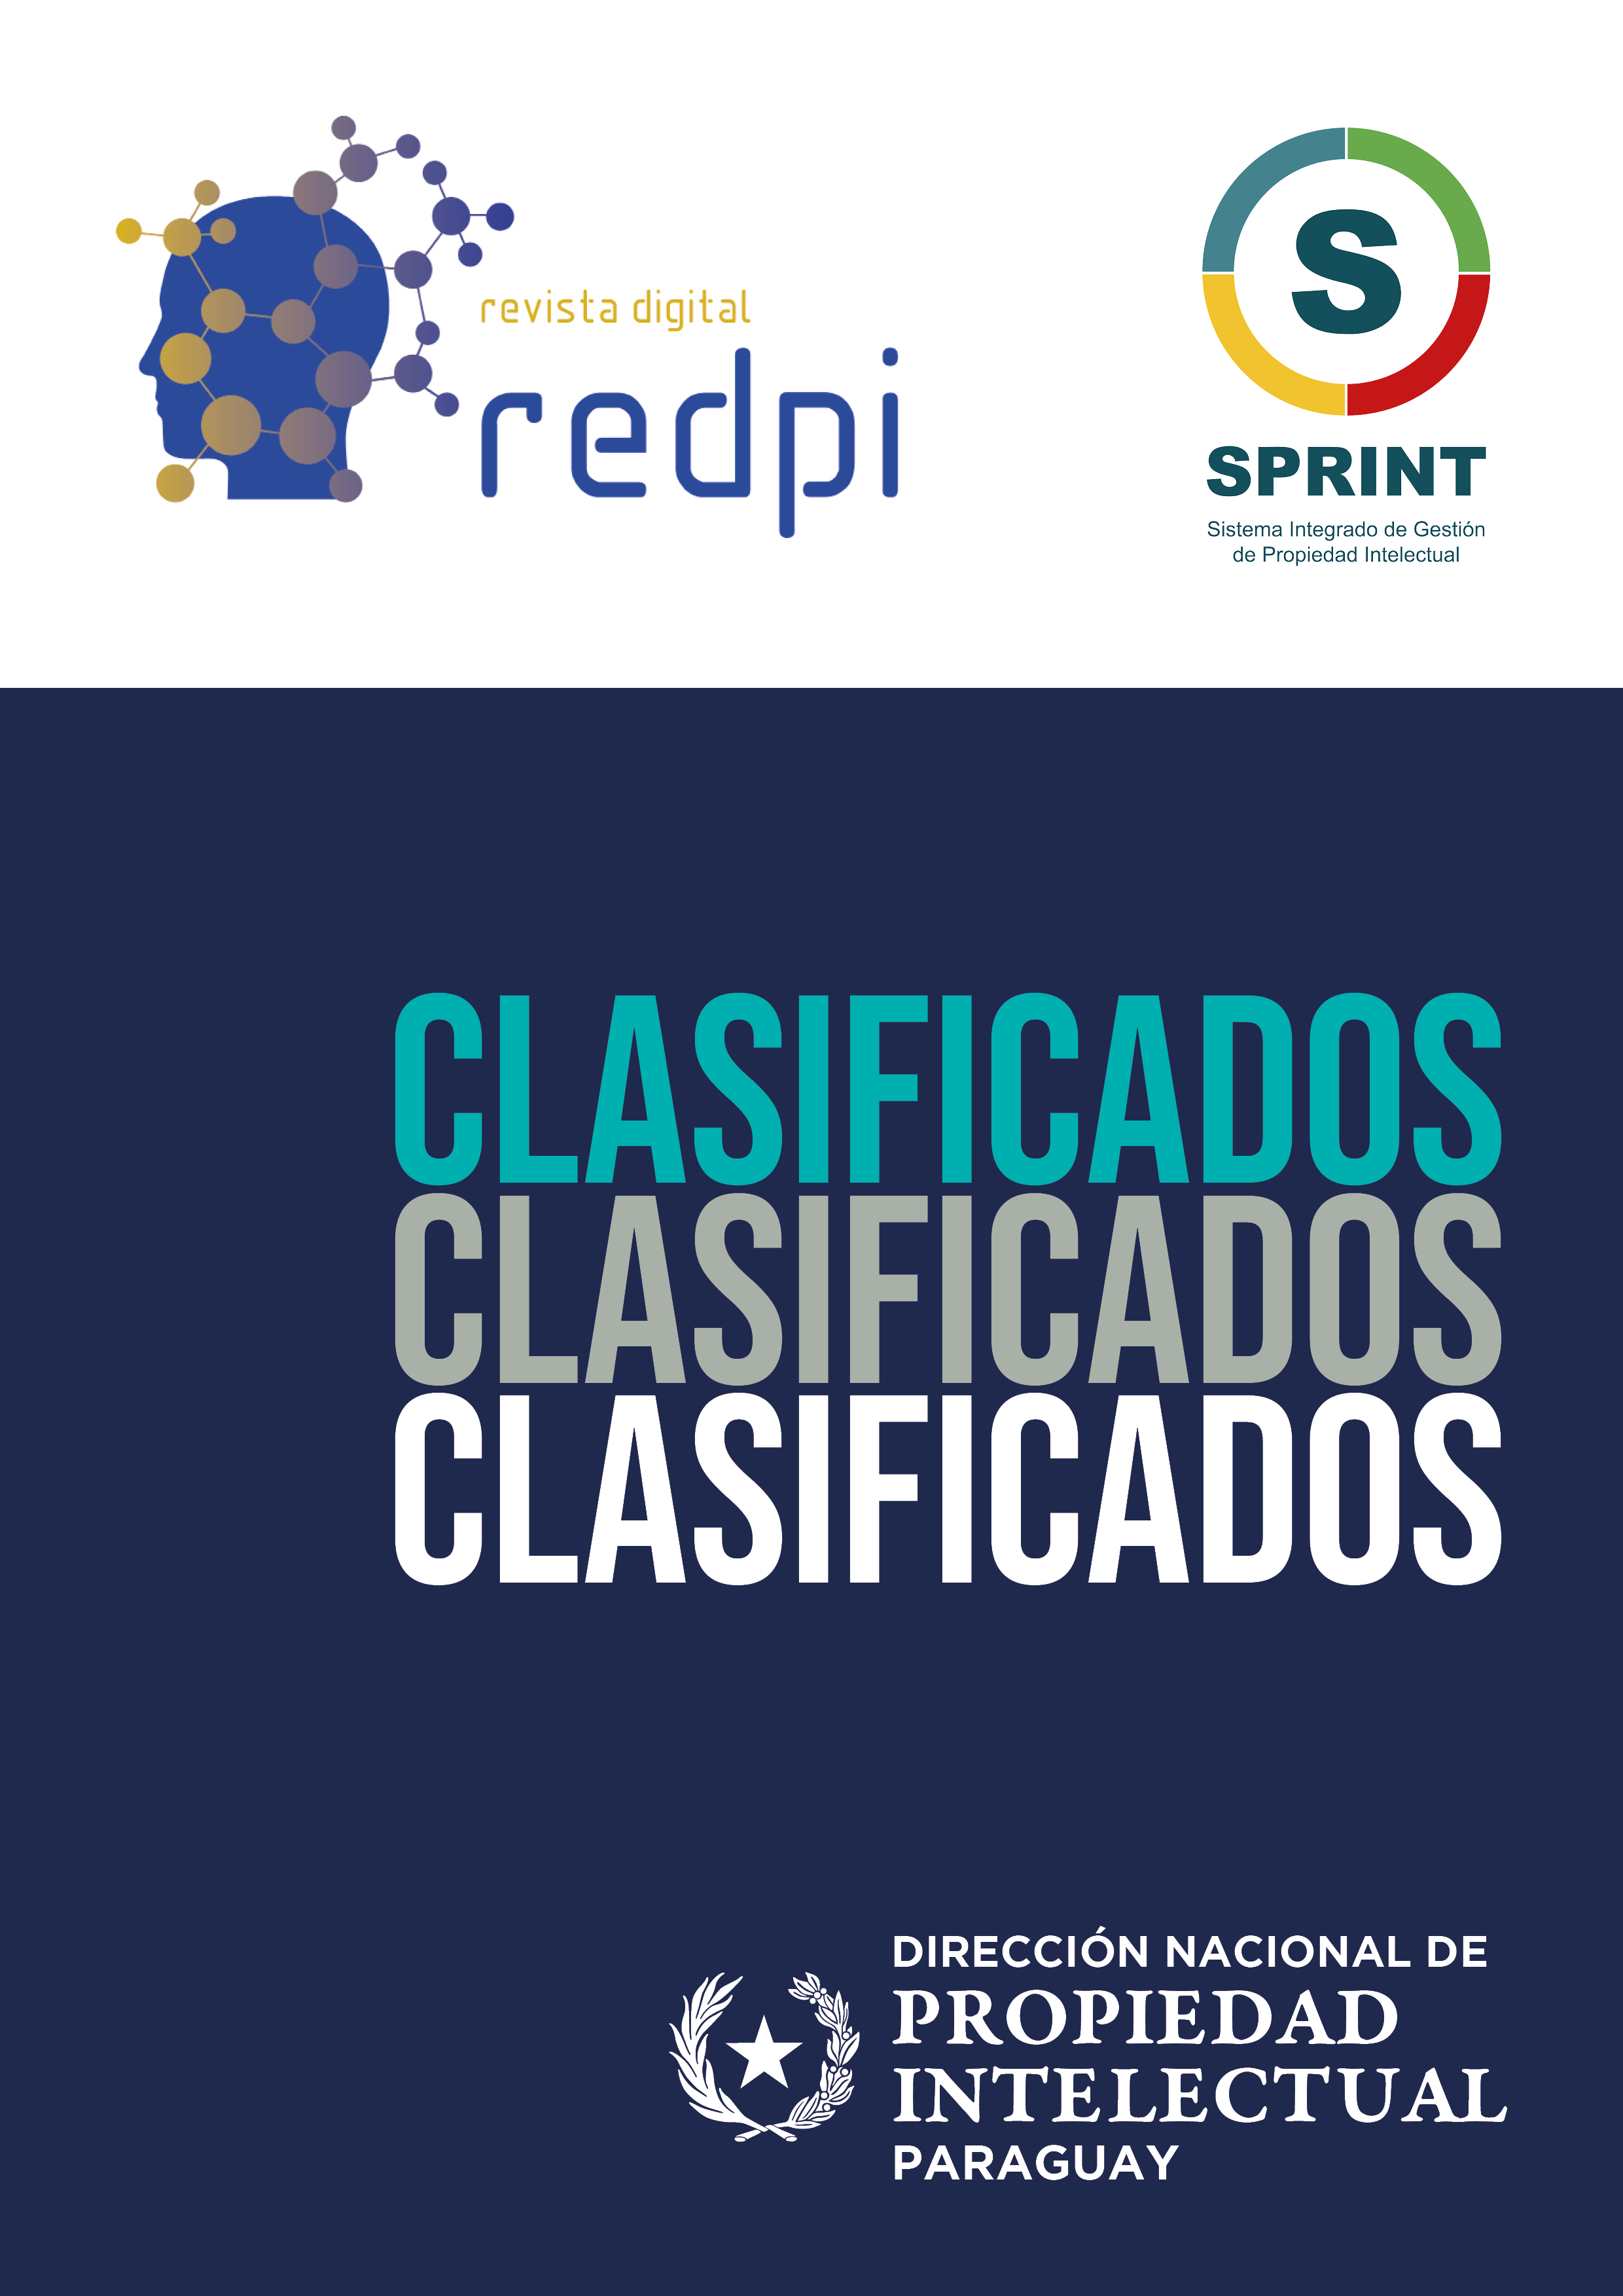 revista digital
redpi
S
SPRINT
Sistema Integrado de Gestión
de Propiedad Intelectual
CLASIFICADOS
CLASIFICADOS
CLASIFICADOS
DIRECCIÓN NACIONAL DE
PROPIEDAD
INTELECTUAL
PARAGUAY